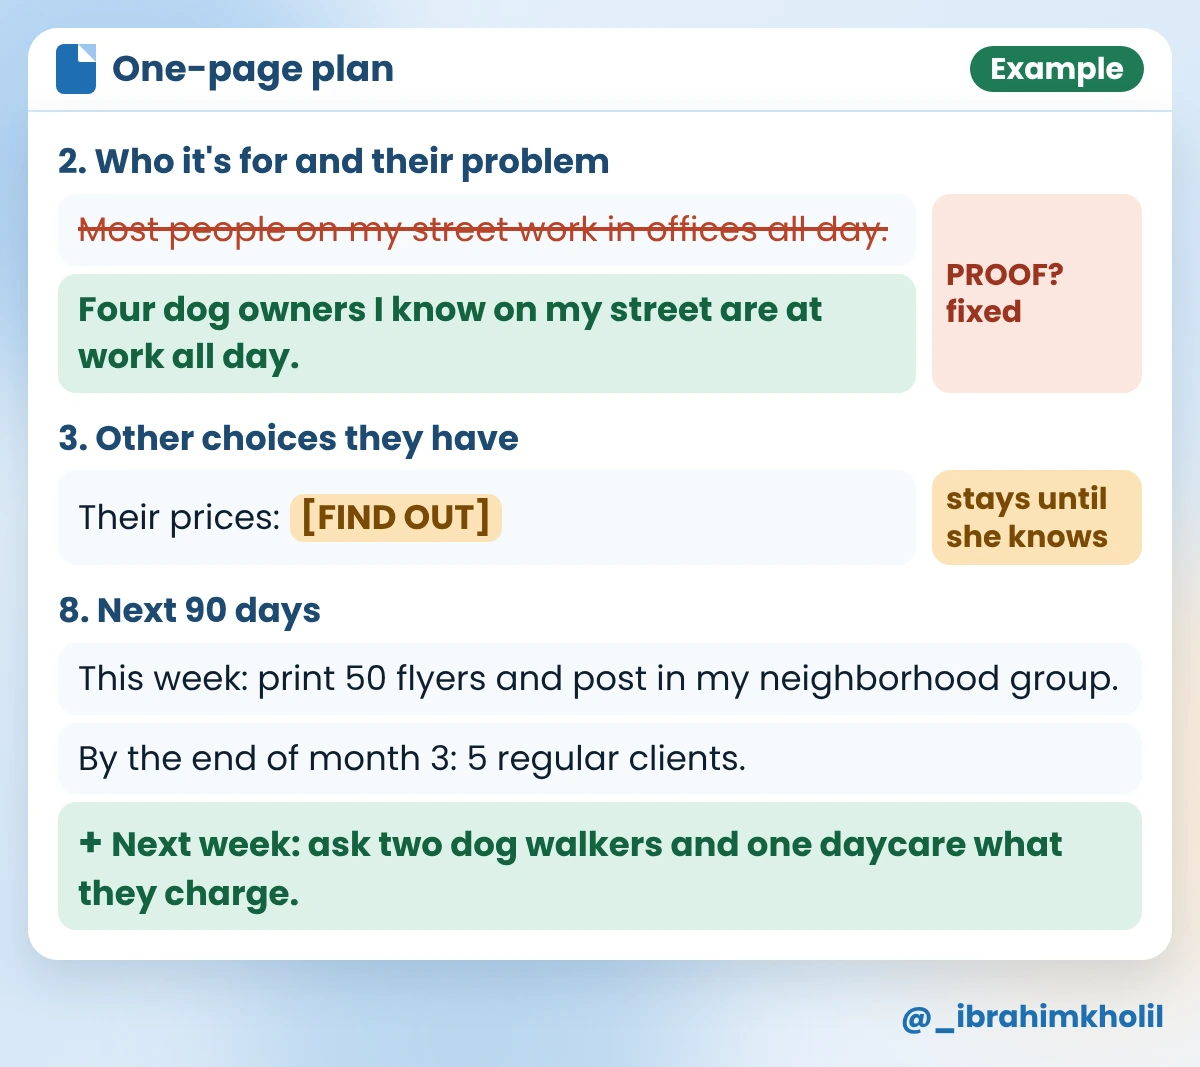 One-page plan
Example
2. Who it's for and their problem
Most people on my street work in offices all day.
Four dog owners I know on my street are at
work all day.
PROOF?
fixed
3. Other choices they have
Their prices: [FIND OUT]
stays until
she knows
8. Next 90 days
This week: print 50 flyers and post in my neighborhood group.
By the end of month 3: 5 regular clients.
+ Next week: ask two dog walkers and one daycare what
they charge.
@_ibrahimkholil